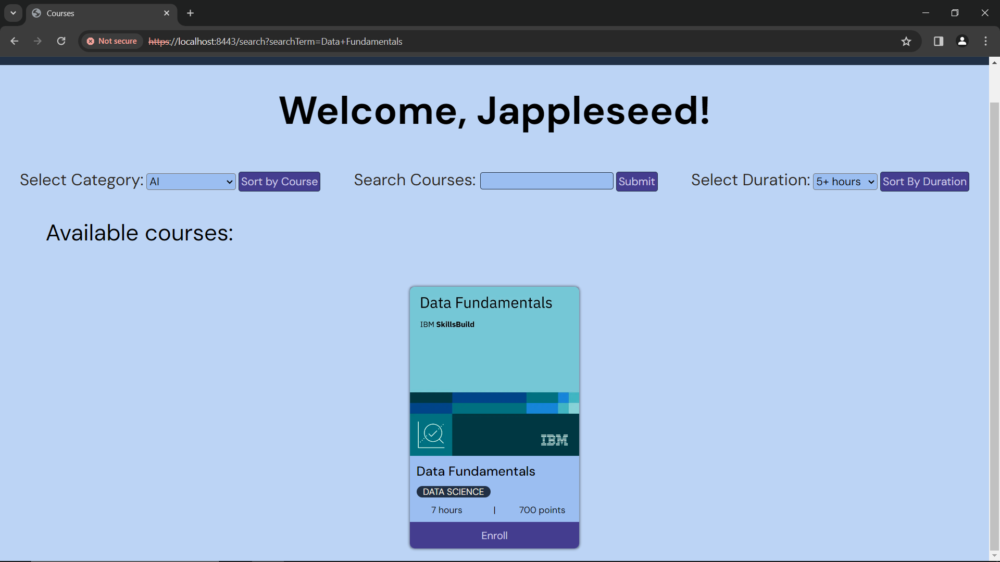 Courses
Not secure
https://localhost:8443/search?searchTerm=Data+Fundamentals
Welcome, Jappleseed!
Select Category: AI Sort by Course Search Courses: Submit Select Duration: 5+ hours Sort By Duration
Available courses:
Data Fundamentals
IBM SkillsBuild
IBM
Data Fundamentals
DATA SCIENCE
7 hours | 700 points
Enroll